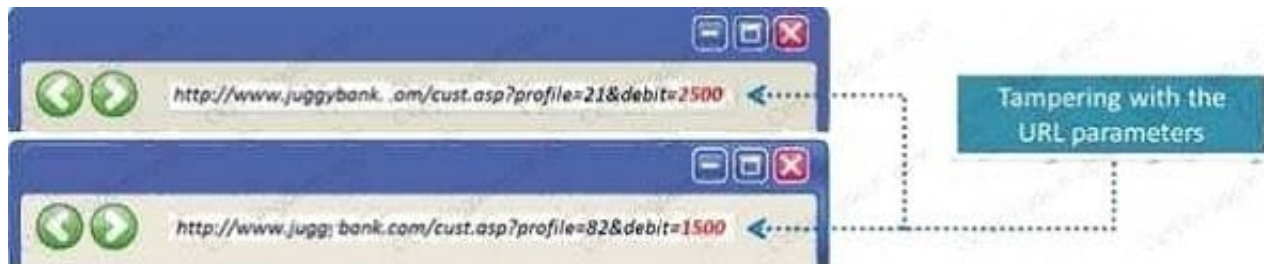 http://www.juggybank. .om/cust.asp?profile=21&debit=2500
Tampering with the
URL parameters
http://www.jugg bank.com/cust.asp?profile=82&debit=1500